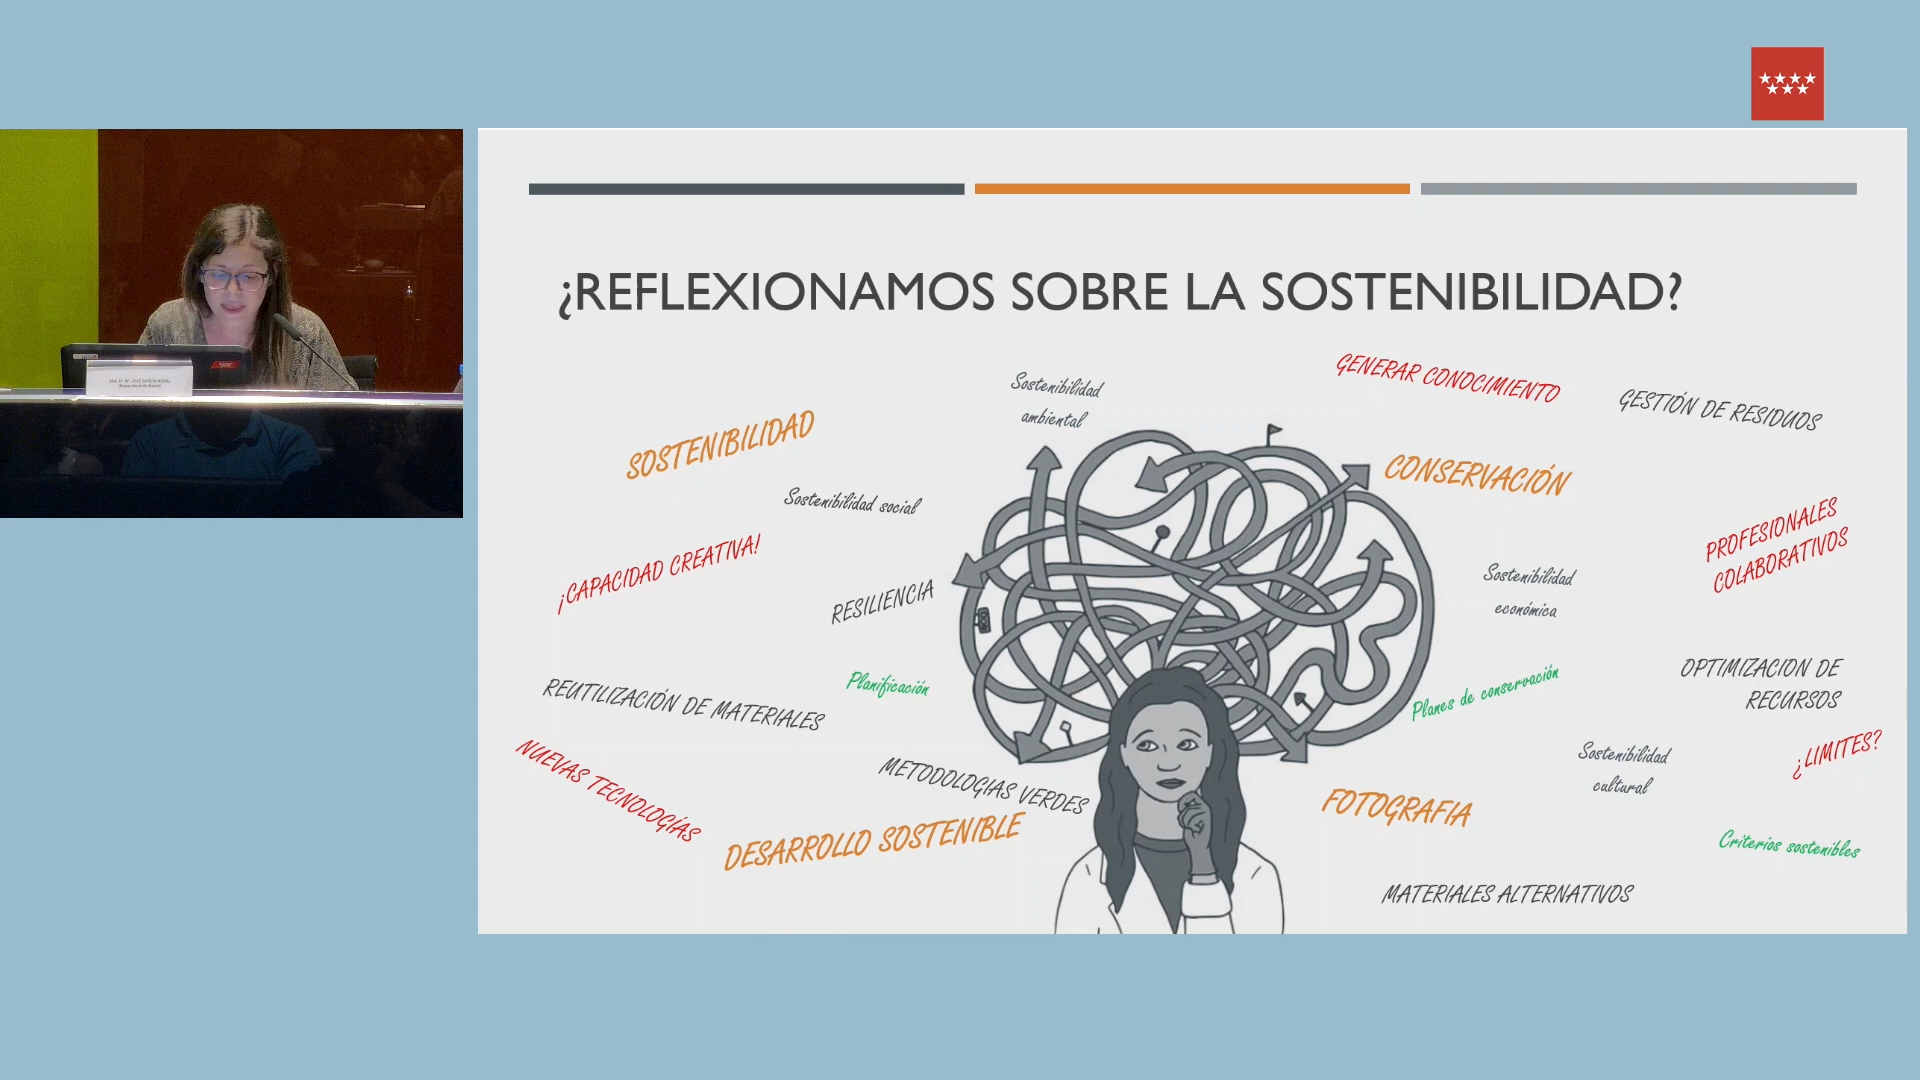 ¿REFLEXIONAMOS SOBRE LA SOSTENIBILIDAD?
GENERAR CONOCIMIENTO
Sostenibilidad
ambiental
GESTIÓN DE RESIDUOS
SOSTENIBILIDAD
CONSERVACIÓN
Sostenibilidad social
PROFESIONALES
COLABORATIVOS
¡CAPACIDAD CREATIVA!
Sostenibilidad
económica
RESILIENCIA
OPTIMIZACION DE
RECURSOS
Planificación
Planes de conservación
REUTILIZACIÓN DE MATERIALES
¿LIMITES?
Sostenibilidad
cultural
NUEVAS TECNOLOGÍAS
METODOLOGIAS VERDES
FOTOGRAFIA
DESARROLLO SOSTENIBLE
Criterios sostenibles
MATERIALES ALTERNATIVOS